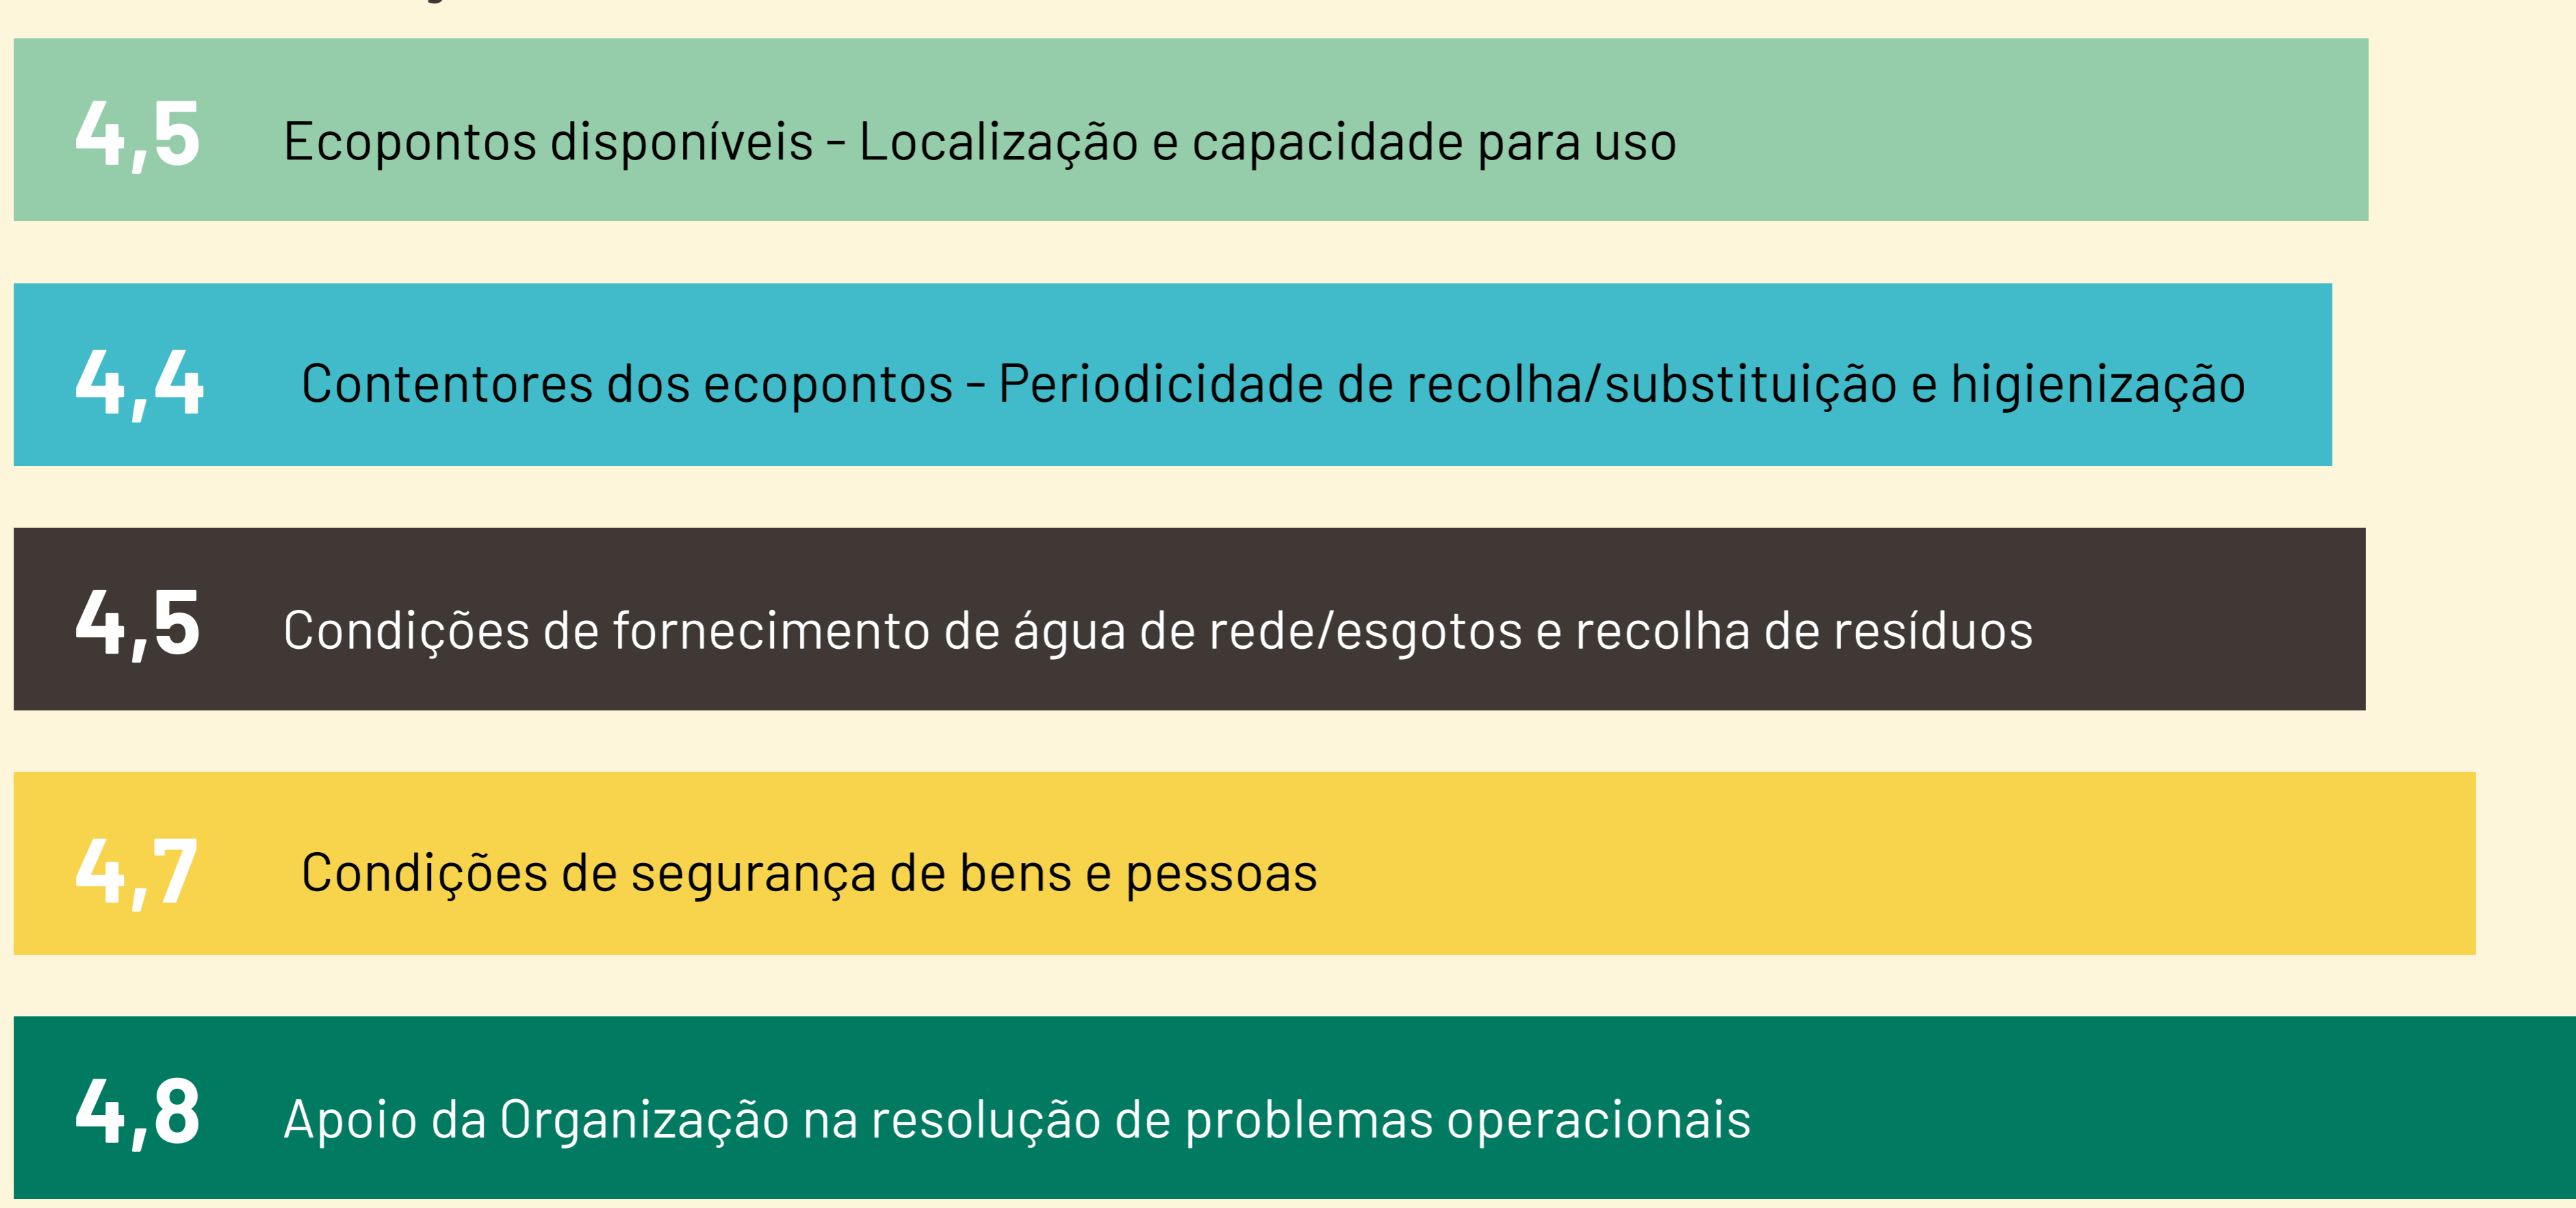 4,5 Ecopontos disponíveis - Localização e capacidade para uso
4,4 Contentores dos ecopontos - Periodicidade de recolha/substituição e higienização
4,5 Condições de fornecimento de água de rede/esgotos e recolha de resíduos
4,7 Condições de segurança de bens e pessoas
4,8 Apoio da Organização na resolução de problemas operacionais